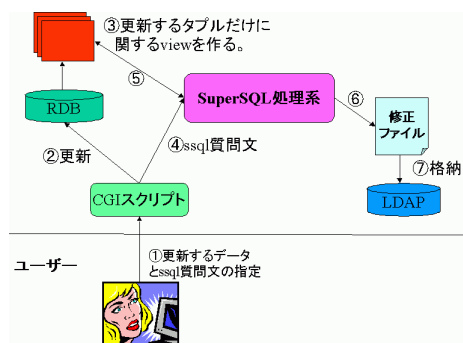 ③更新するタプルだけに
関するviewを作る。
⑤
SuperSQL処理系
⑥
RDB
修正
ファイル
②更新
④ssql質問文
⑦格納
CGIスクリプト
LDAP
①更新するデータ
とssql質問文の指定
ユーザー